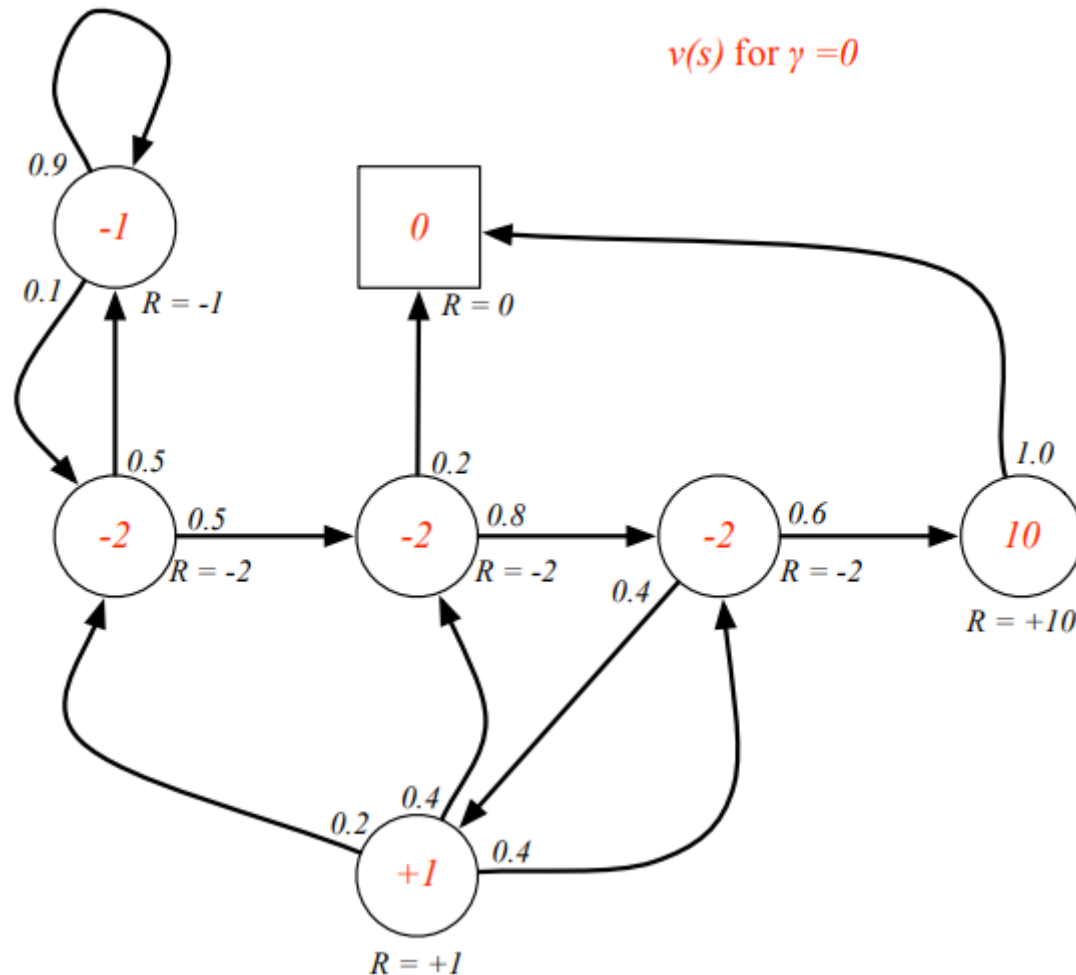 v(s) for γ =0
0.9
-1
0
0.1
R = -1
R = 0
0.5
0.2
1.0
-2
0.5
-2
0.8
-2
0.6
10
R = -2
R = -2
0.4
R = -2
R = +10
0.2
0.4
0.4
+1
R = +1